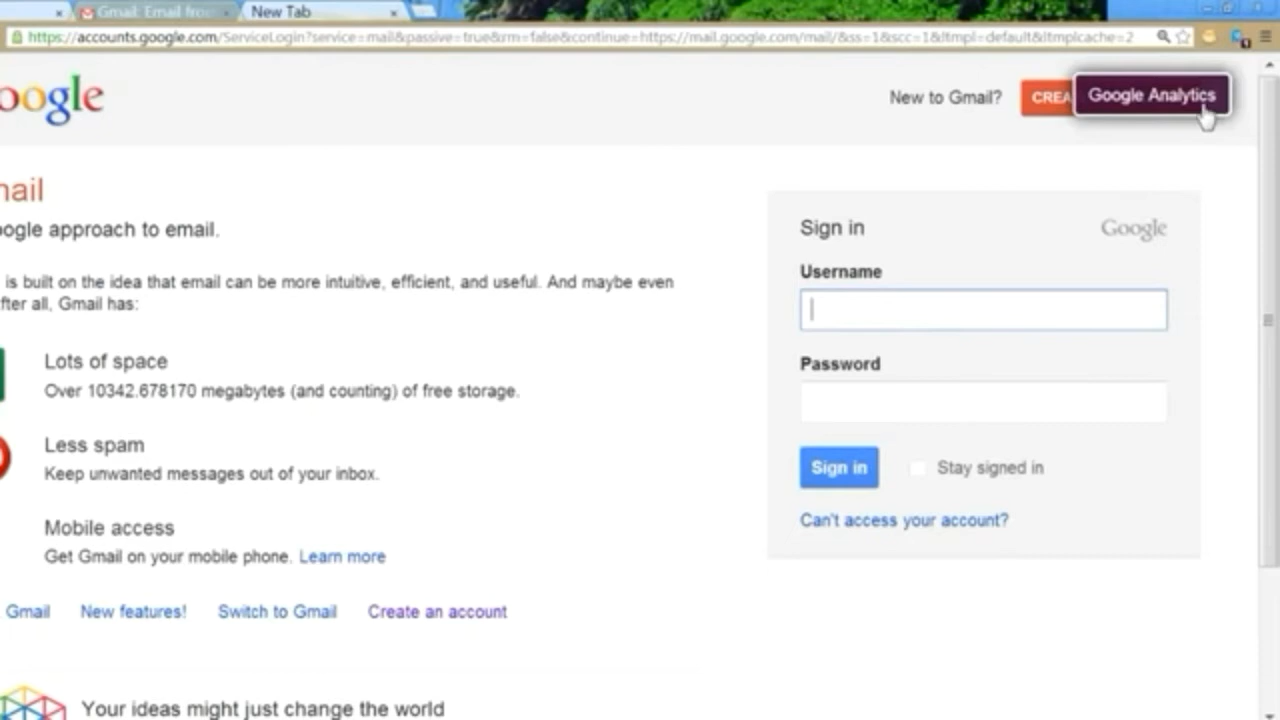 Gmail: Email from
New Tab
https://accounts.google.com/ServiceLogin?service=mail&passive=true&rm=false&continue=https://mail.google.com/mail/&ss=1&scc=1&ltmpl=default&ltmplcache=2
oogle
New to Gmail?
CREA
Google Analytics
mail
oogle approach to email.
is built on the idea that email can be more intuitive, efficient, and useful. And maybe even
fter all, Gmail has:
Lots of space
Over 10342.678170 megabytes (and counting) of free storage.
Less spam
Keep unwanted messages out of your inbox.
Mobile access
Get Gmail on your mobile phone. Learn more
Gmail New features! Switch to Gmail Create an account
Your ideas might just change the world
Sign in Google
Username
Password
Sign in Stay signed in
Can't access your account?